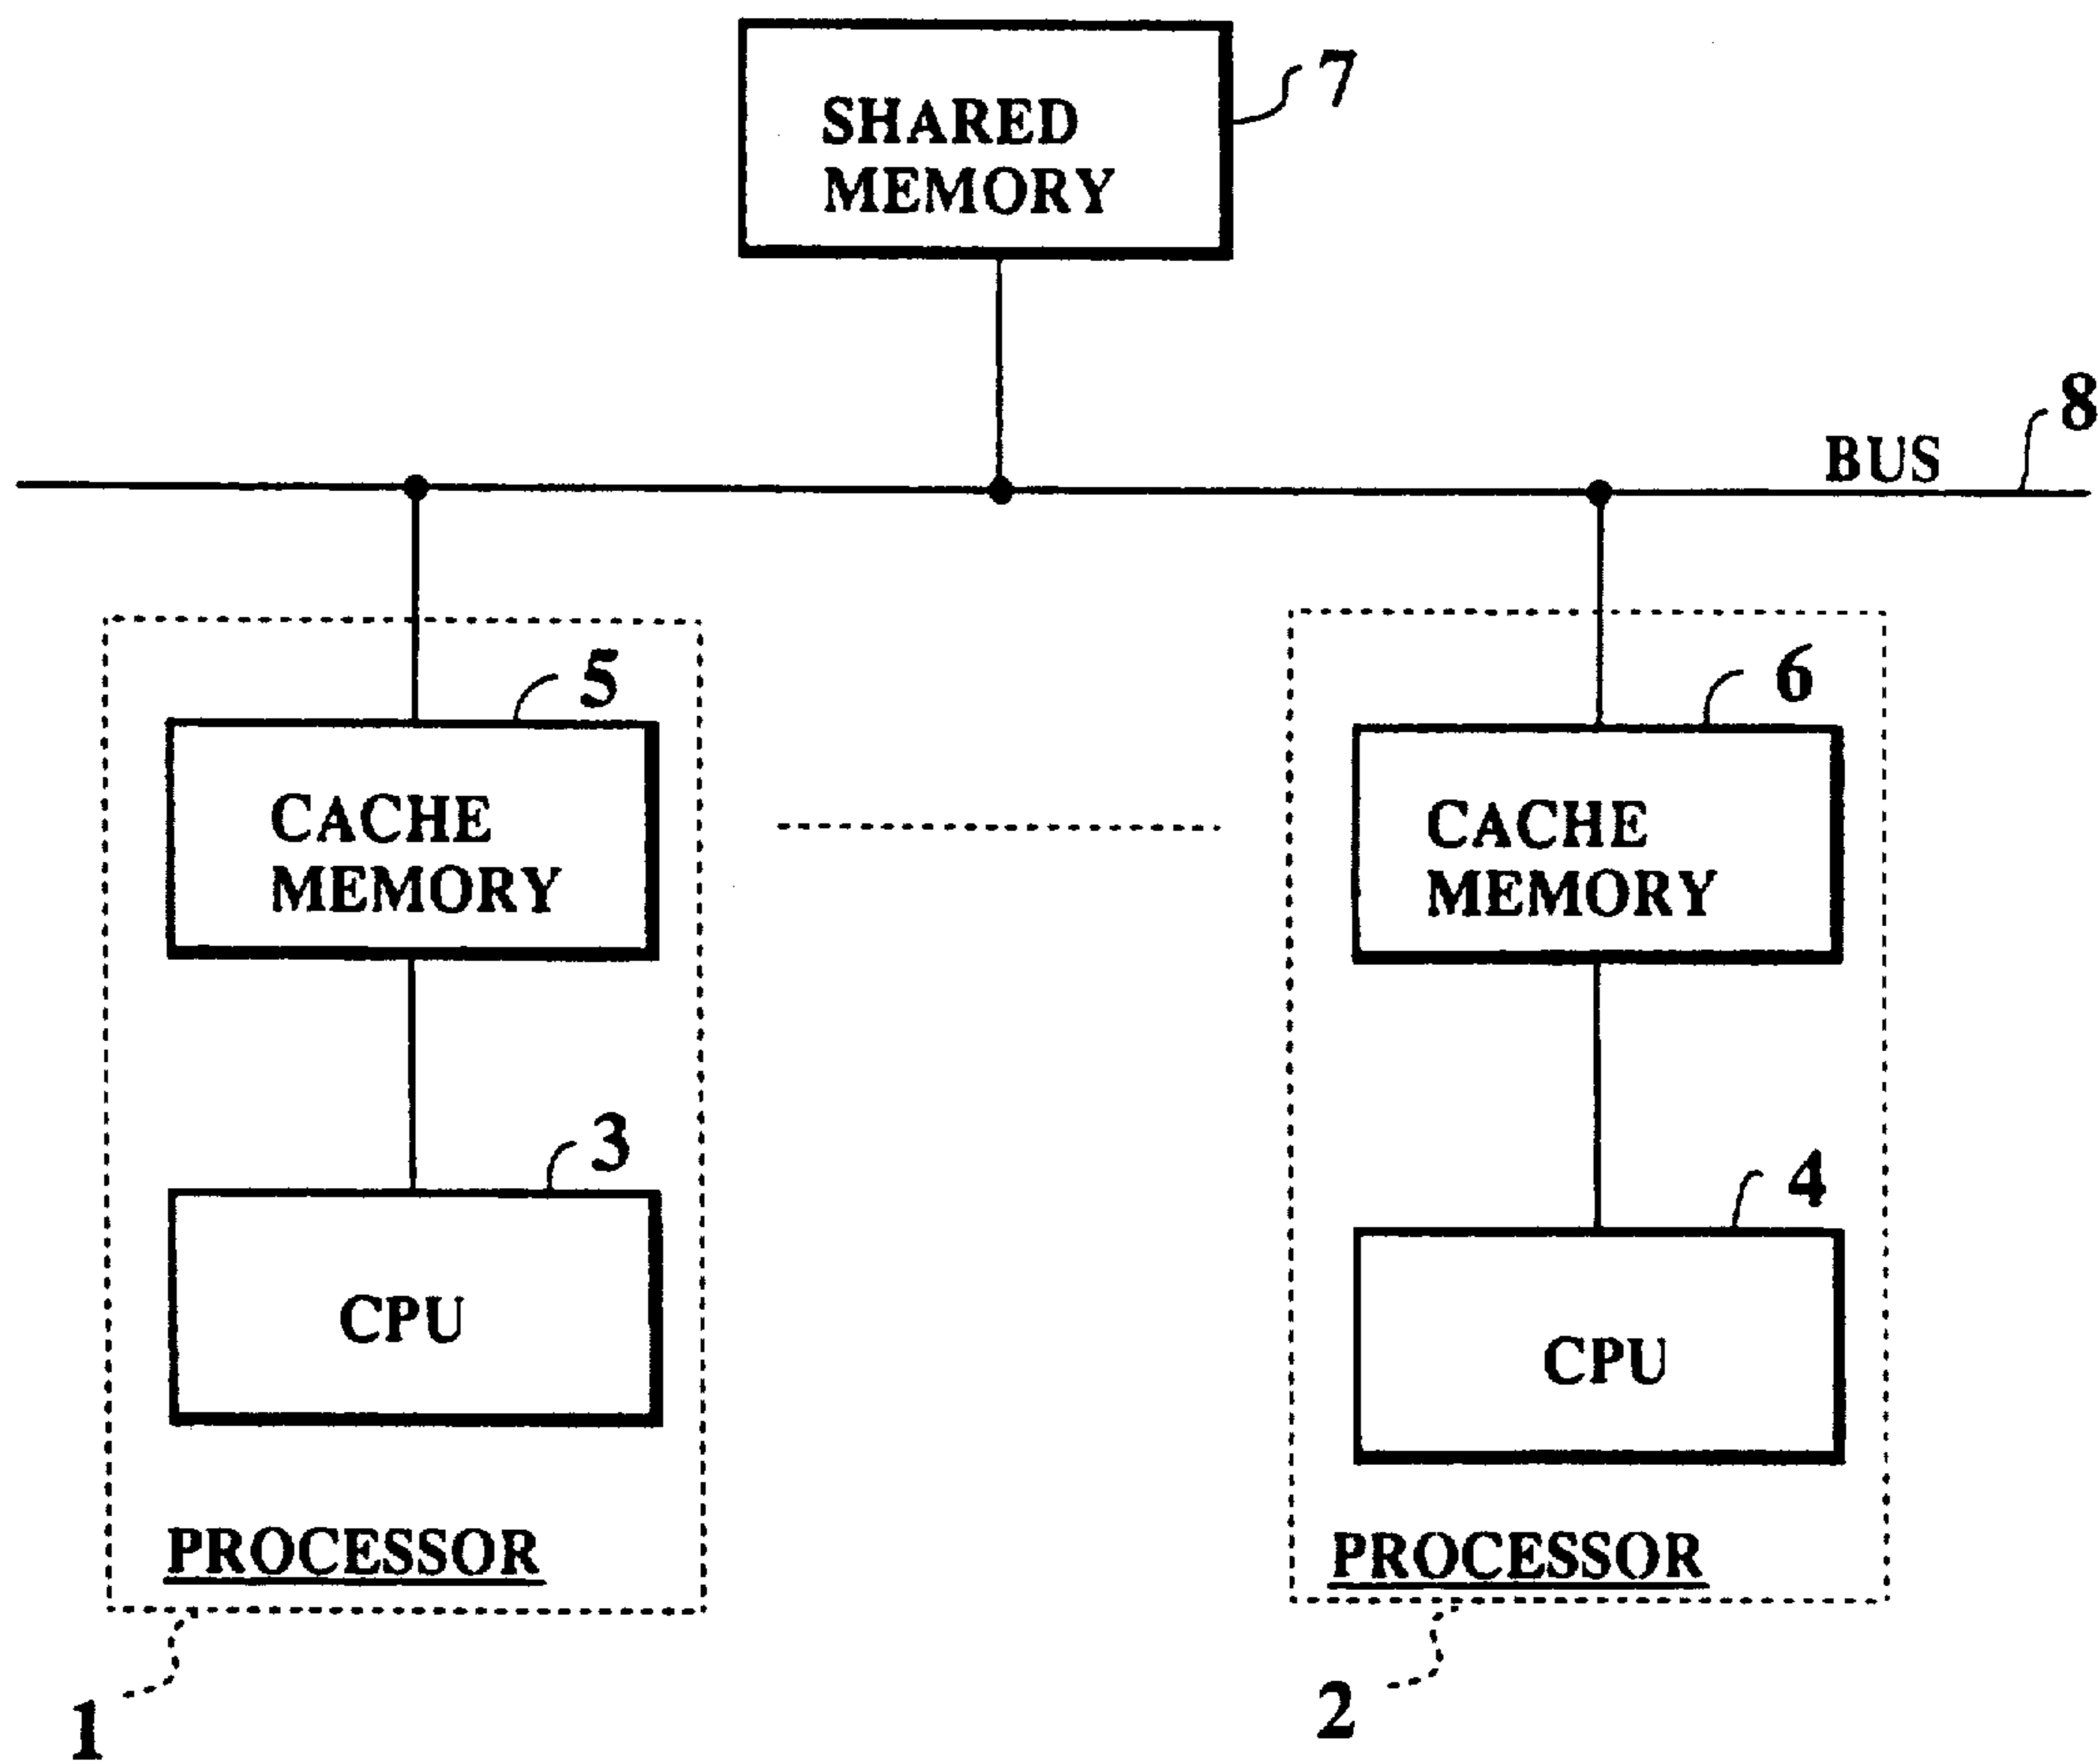 SHARED
MEMORY
7
BUS
8
5
CACHE
MEMORY
6
CACHE
MEMORY
3
CPU
4
CPU
PROCESSOR
PROCESSOR
1
2